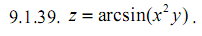 9.1.39. z = arcsin(x²y).